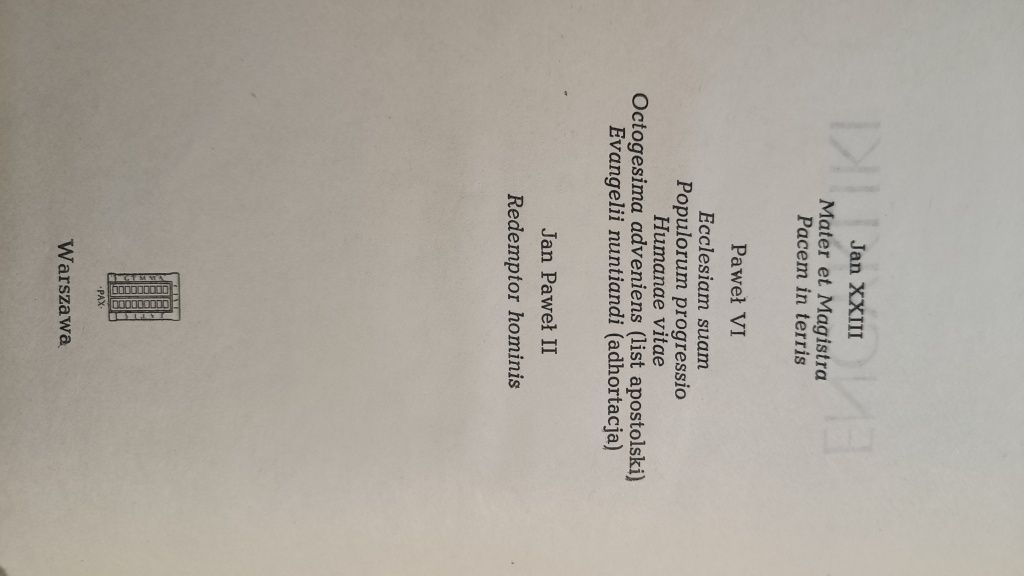 Jan XXIII
Mater et Magistra
Pacem in terris
Paweł VI
Ecclesiam suam
Populorum progressio
Humanae vitae
Octogesima adveniens (list apostolski)
Evangelii nuntiandi (adhortacja)
Jan Paweł II
Redemptor hominis
·PAX·
Warszawa